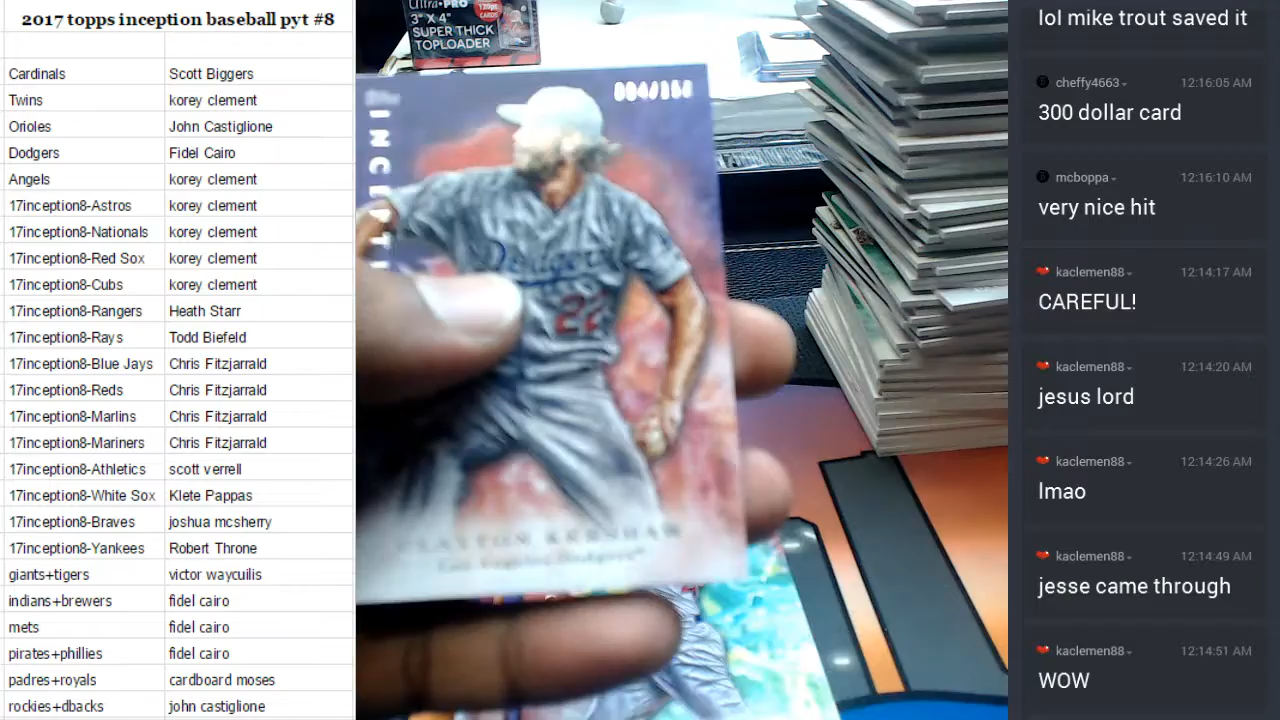 2017 topps inception baseball pyt #8
Cardinals Scott Biggers
Twins korey clement
Orioles John Castiglione
Dodgers Fidel Cairo
Angels korey clement
17inception8-Astros korey clement
17inception8-Nationals korey clement
17inception8-Red Sox korey clement
17inception8-Cubs korey clement
17inception8-Rangers Heath Starr
17inception8-Rays Todd Biefeld
17inception8-Blue Jays Chris Fitzjarrald
17inception8-Reds Chris Fitzjarrald
17inception8-Marlins Chris Fitzjarrald
17inception8-Mariners Chris Fitzjarrald
17inception8-Athletics scott verrell
17inception8-White Sox Klete Pappas
17inception8-Braves joshua mcsherry
17inception8-Yankees Robert Throne
giants+tigers victor waycuilis
indians+brewers fidel cairo
mets fidel cairo
pirates+phillies fidel cairo
padres+royals cardboard moses
rockies+dbacks john castiglione
Ultra-PRO
3" X 4"
SUPER THICK
TOPLOADER
Dodgers
22
CLAYTON KERSHAW
Los Angeles Dodgers
lol mike trout saved it
cheffy4663 12:16:05 AM
300 dollar card
mcboppa 12:16:10 AM
very nice hit
kaclemen88 12:14:17 AM
CAREFUL!
kaclemen88 12:14:20 AM
jesus lord
kaclemen88 12:14:26 AM
lmao
kaclemen88 12:14:49 AM
jesse came through
kaclemen88 12:14:51 AM
WOW